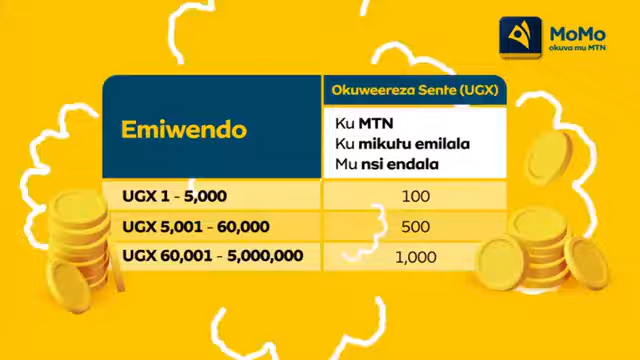 MoMo
okuva mu MTN
Okuweereza Sente (UGX)
Emiwendo
Ku MTN
Ku mikutu emilala
Mu nsi endala
UGX 1 - 5,000 100
UGX 5,001 - 60,000 500
UGX 60,001 - 5,000,000 1,000